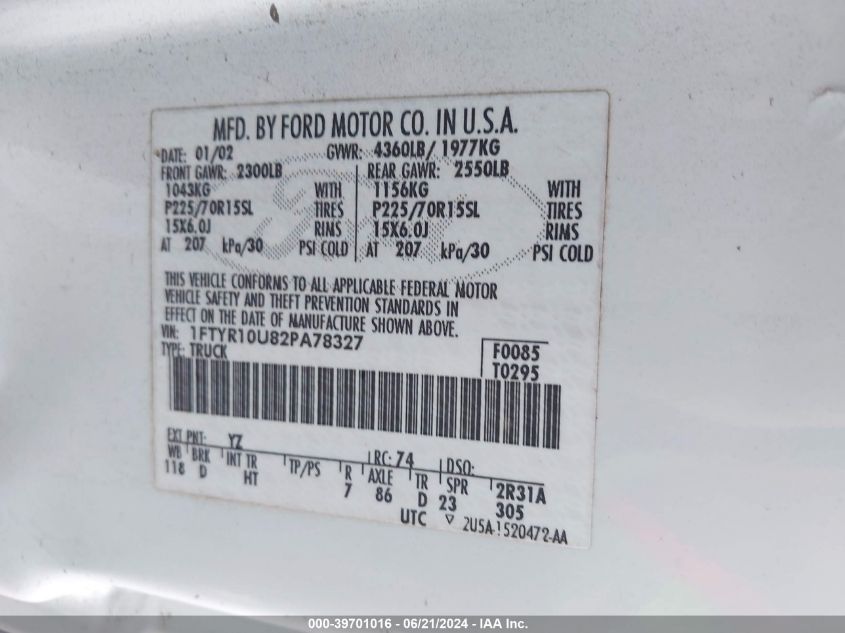 MFD. BY FORD MOTOR CO. IN U.S.A.
DATE: 01/02 GVWR: 4360LB/ 1977KG
FRONT GAWR: 2300LB REAR GAWR: 2550LB
1043KG WITH 1156KG WITH
P225/70R15SL TIRES P225/70R15SL TIRES
15X6.0J RIMS 15X6.0J RIMS
AT 207 kPa/30 PSI COLD AT 207 kPa/30 PSI COLD
THIS VEHICLE CONFORMS TO ALL APPLICABLE FEDERAL MOTOR
VEHICLE SAFETY AND THEFT PREVENTION STANDARDS IN
EFFECT ON THE DATE OF MANUFACTURE SHOWN ABOVE.
VIN: 1FTYR10U82PA78327
TYPE: TRUCK
F0085
T0295
EXT PNT: YZ RC: 74 DSO:
WB BRK INT TR TP/PS R AXLE TR SPR 2R31A
118 D HT 7 86 D 23 305
UTC ▽ 2U5A-1520472-AA
000-39701016 - 06/21/2024 - IAA Inc.